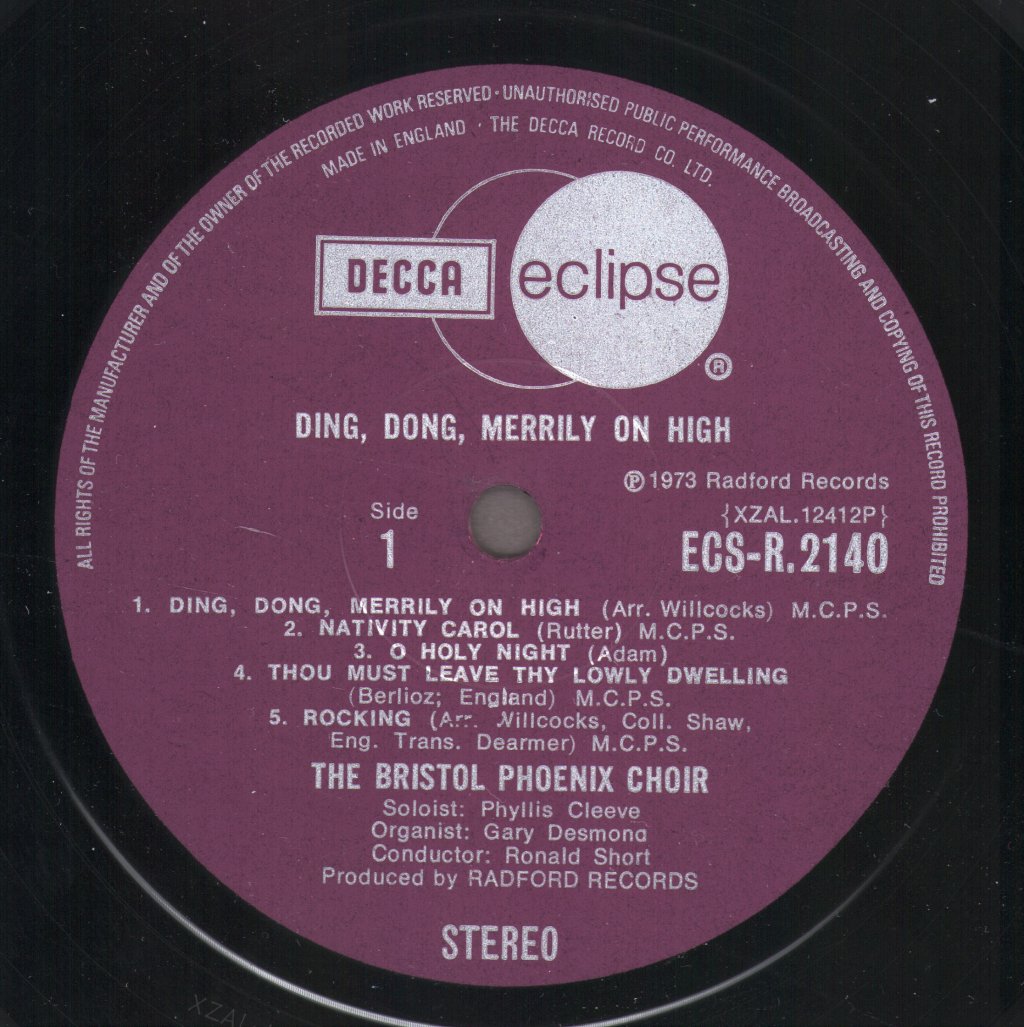 ALL RIGHTS OF THE MANUFACTURER AND OF THE OWNER OF THE RECORDED WORK RESERVED · UNAUTHORISED PUBLIC PERFORMANCE BROADCASTING AND COPYING OF THIS RECORD PROHIBITED
MADE IN ENGLAND · THE DECCA RECORD CO. LTD.
DECCA eclipse
®
DING, DONG, MERRILY ON HIGH
℗ 1973 Radford Records
Side
{XZAL.12412P}
1
ECS-R.2140
1. DING, DONG, MERRILY ON HIGH (Arr. Willcocks) M.C.P.S.
2. NATIVITY CAROL (Rutter) M.C.P.S.
3. O HOLY NIGHT (Adam)
4. THOU MUST LEAVE THY LOWLY DWELLING
(Berlioz; England) M.C.P.S.
5. ROCKING (Arr. Willcocks, Coll. Shaw,
Eng. Trans. Dearmer) M.C.P.S.
THE BRISTOL PHOENIX CHOIR
Soloist: Phyllis Cleeve
Organist: Gary Desmond
Conductor: Ronald Short
Produced by RADFORD RECORDS
STEREO
XZAL